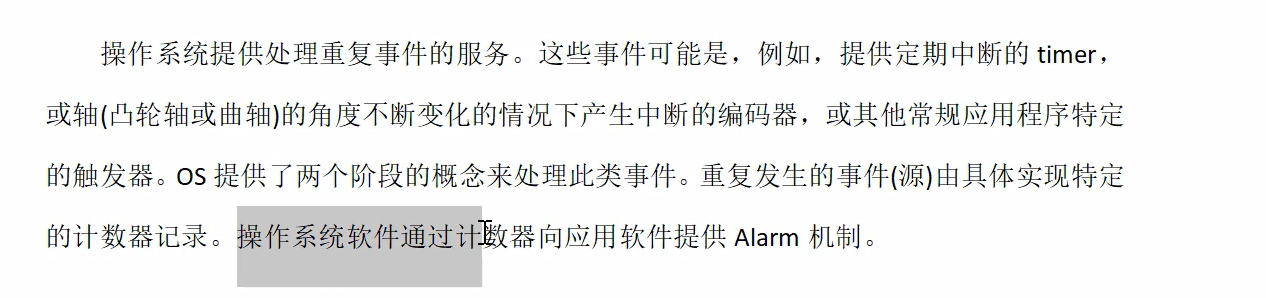 操作系统提供处理重复事件的服务。这些事件可能是，例如，提供定期中断的 timer，
或轴(凸轮轴或曲轴)的角度不断变化的情况下产生中断的编码器，或其他常规应用程序特定
的触发器。OS 提供了两个阶段的概念来处理此类事件。重复发生的事件(源)由具体实现特定
的计数器记录。操作系统软件通过计数器向应用软件提供 Alarm 机制。